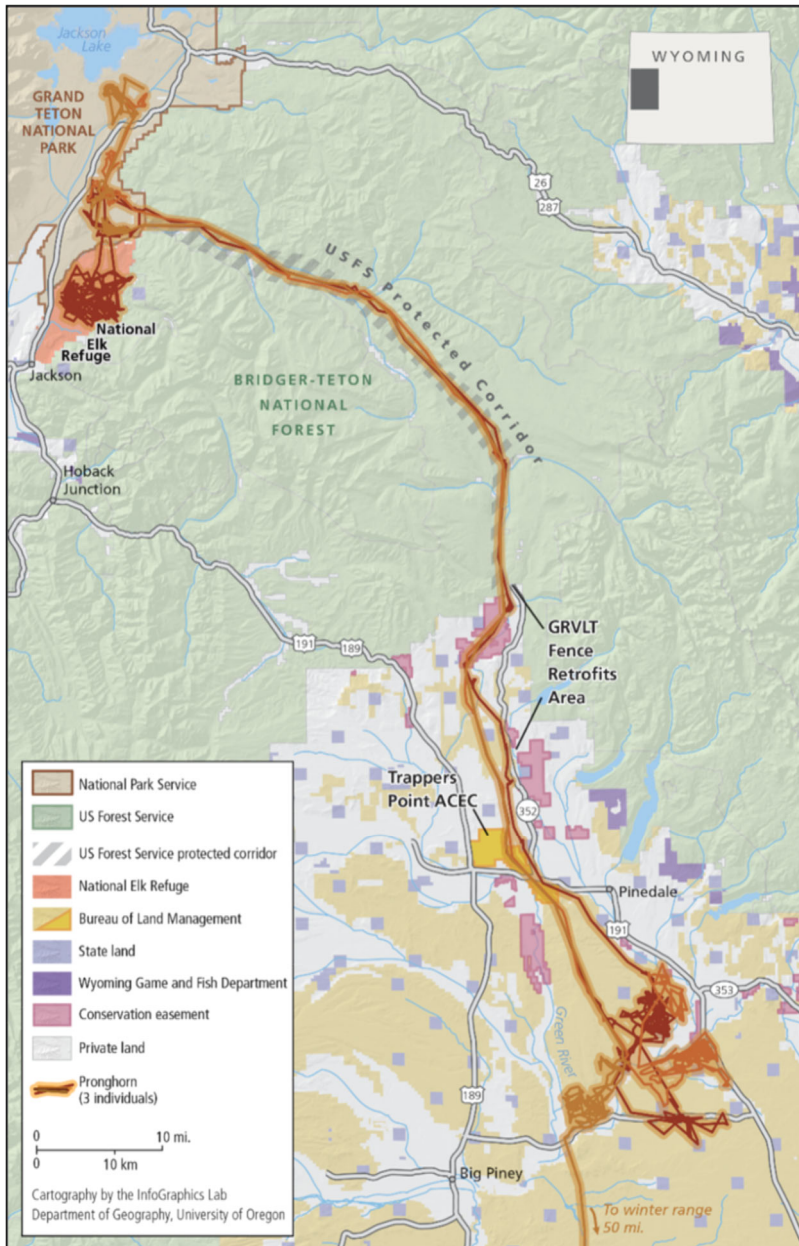 Jackson
Lake
WYOMING
GRAND
TETON
NATIONAL
PARK
26
287
USFS Protected Corridor
National
Elk
Refuge
Jackson
BRIDGER-TETON
NATIONAL
FOREST
Hoback
Junction
191
189
GRVLT
Fence
Retrofits
Area
Trappers
Point ACEC
352
Pinedale
191
353
Green River
189
Big Piney
To winter range
50 mi.
National Park Service
US Forest Service
US Forest Service protected corridor
National Elk Refuge
Bureau of Land Management
State land
Wyoming Game and Fish Department
Conservation easement
Private land
Pronghorn
(3 individuals)
0 10 mi.
0 10 km
Cartography by the InfoGraphics Lab
Department of Geography, University of Oregon